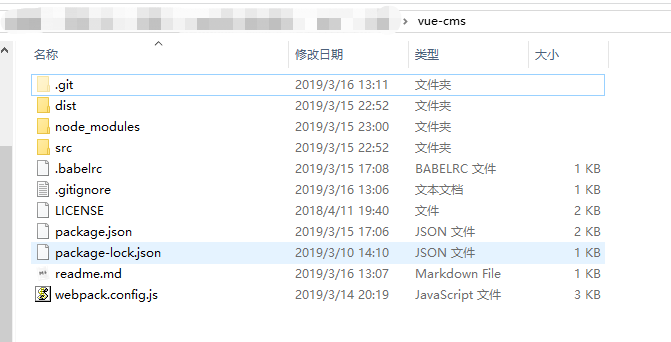 vue-cms
名称 修改日期 类型 大小
.git 2019/3/16 13:11 文件夹
dist 2019/3/15 22:52 文件夹
node_modules 2019/3/15 23:00 文件夹
src 2019/3/15 22:52 文件夹
.babelrc 2019/3/15 17:08 BABELRC 文件 1 KB
.gitignore 2019/3/16 13:06 文本文档 1 KB
LICENSE 2018/4/11 19:40 文件 2 KB
package.json 2019/3/15 17:06 JSON 文件 2 KB
package-lock.json 2019/3/10 14:10 JSON 文件 1 KB
readme.md 2019/3/16 13:07 Markdown File 1 KB
webpack.config.js 2019/3/14 20:19 JavaScript 文件 3 KB